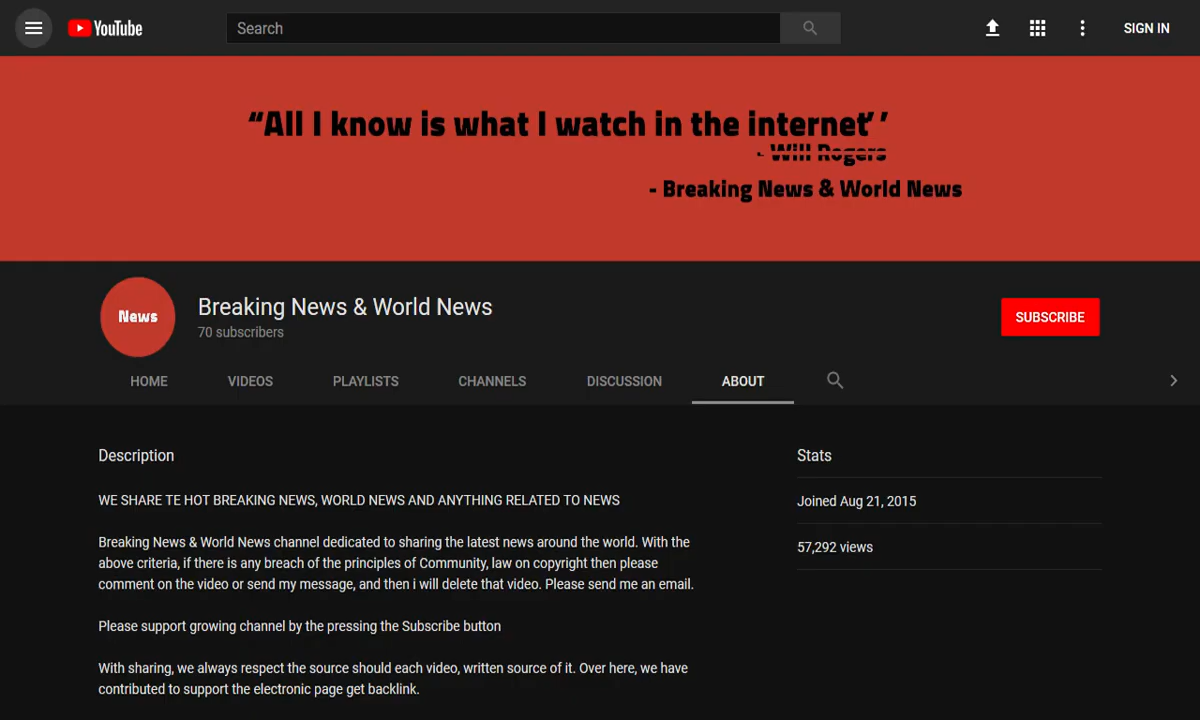 YouTube
Search
SIGN IN
“All I know is what I watch in the internet’’
- Will Rogers
- Breaking News & World News
News
Breaking News & World News
70 subscribers
SUBSCRIBE
HOME VIDEOS PLAYLISTS CHANNELS DISCUSSION ABOUT
Description
WE SHARE TE HOT BREAKING NEWS, WORLD NEWS AND ANYTHING RELATED TO NEWS
Breaking News & World News channel dedicated to sharing the latest news around the world. With the
above criteria, if there is any breach of the principles of Community, law on copyright then please
comment on the video or send my message, and then i will delete that video. Please send me an email.
Please support growing channel by the pressing the Subscribe button
With sharing, we always respect the source should each video, written source of it. Over here, we have
contributed to support the electronic page get backlink.
Stats
Joined Aug 21, 2015
57,292 views